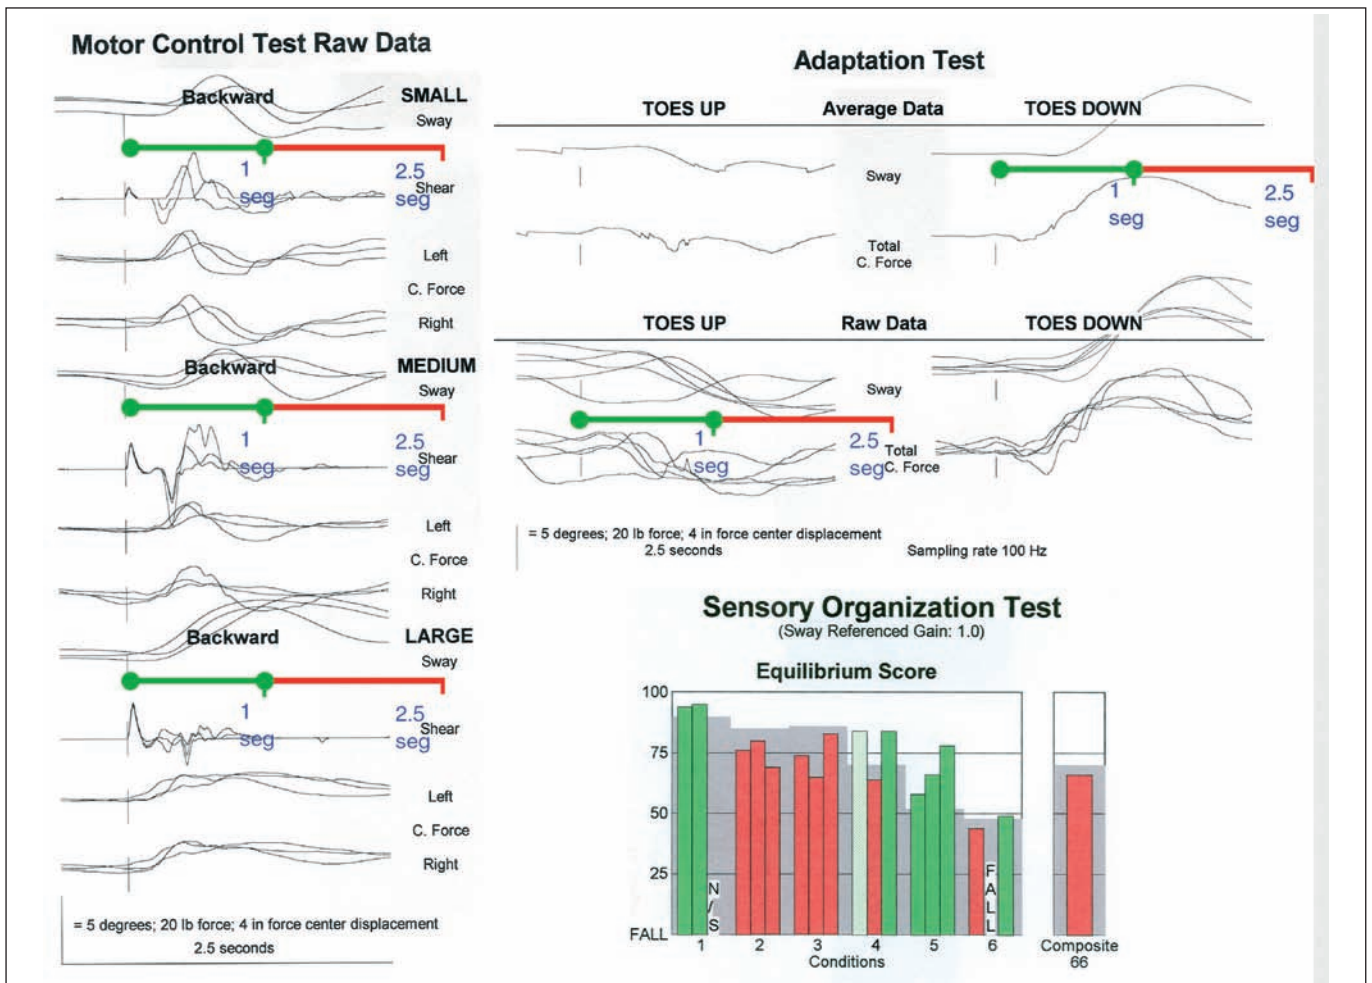 Motor Control Test Raw Data
Backward SMALL
Sway
1 seg
2.5 seg
Shear
Left
C. Force
Right
Backward MEDIUM
Sway
1 seg
2.5 seg
Shear
Left
C. Force
Right
Backward LARGE
Sway
1 seg
2.5 seg
Shear
Left
C. Force
Right
= 5 degrees; 20 lb force; 4 in force center displacement
2.5 seconds
Adaptation Test
TOES UP Average Data TOES DOWN
Sway
1 seg
2.5 seg
Total
C. Force
TOES UP Raw Data TOES DOWN
Sway
1 seg
2.5 seg
Total
C. Force
= 5 degrees; 20 lb force; 4 in force center displacement
2.5 seconds
Sampling rate 100 Hz
Sensory Organization Test
(Sway Referenced Gain: 1.0)
Equilibrium Score
100
75
50
25
FALL
N/S
FALL
1 2 3 4 5 6
Conditions
Composite
66